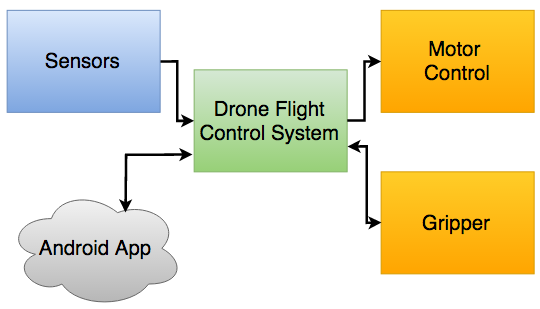 Sensors
Motor
Control
Drone Flight
Control System
Android App
Gripper